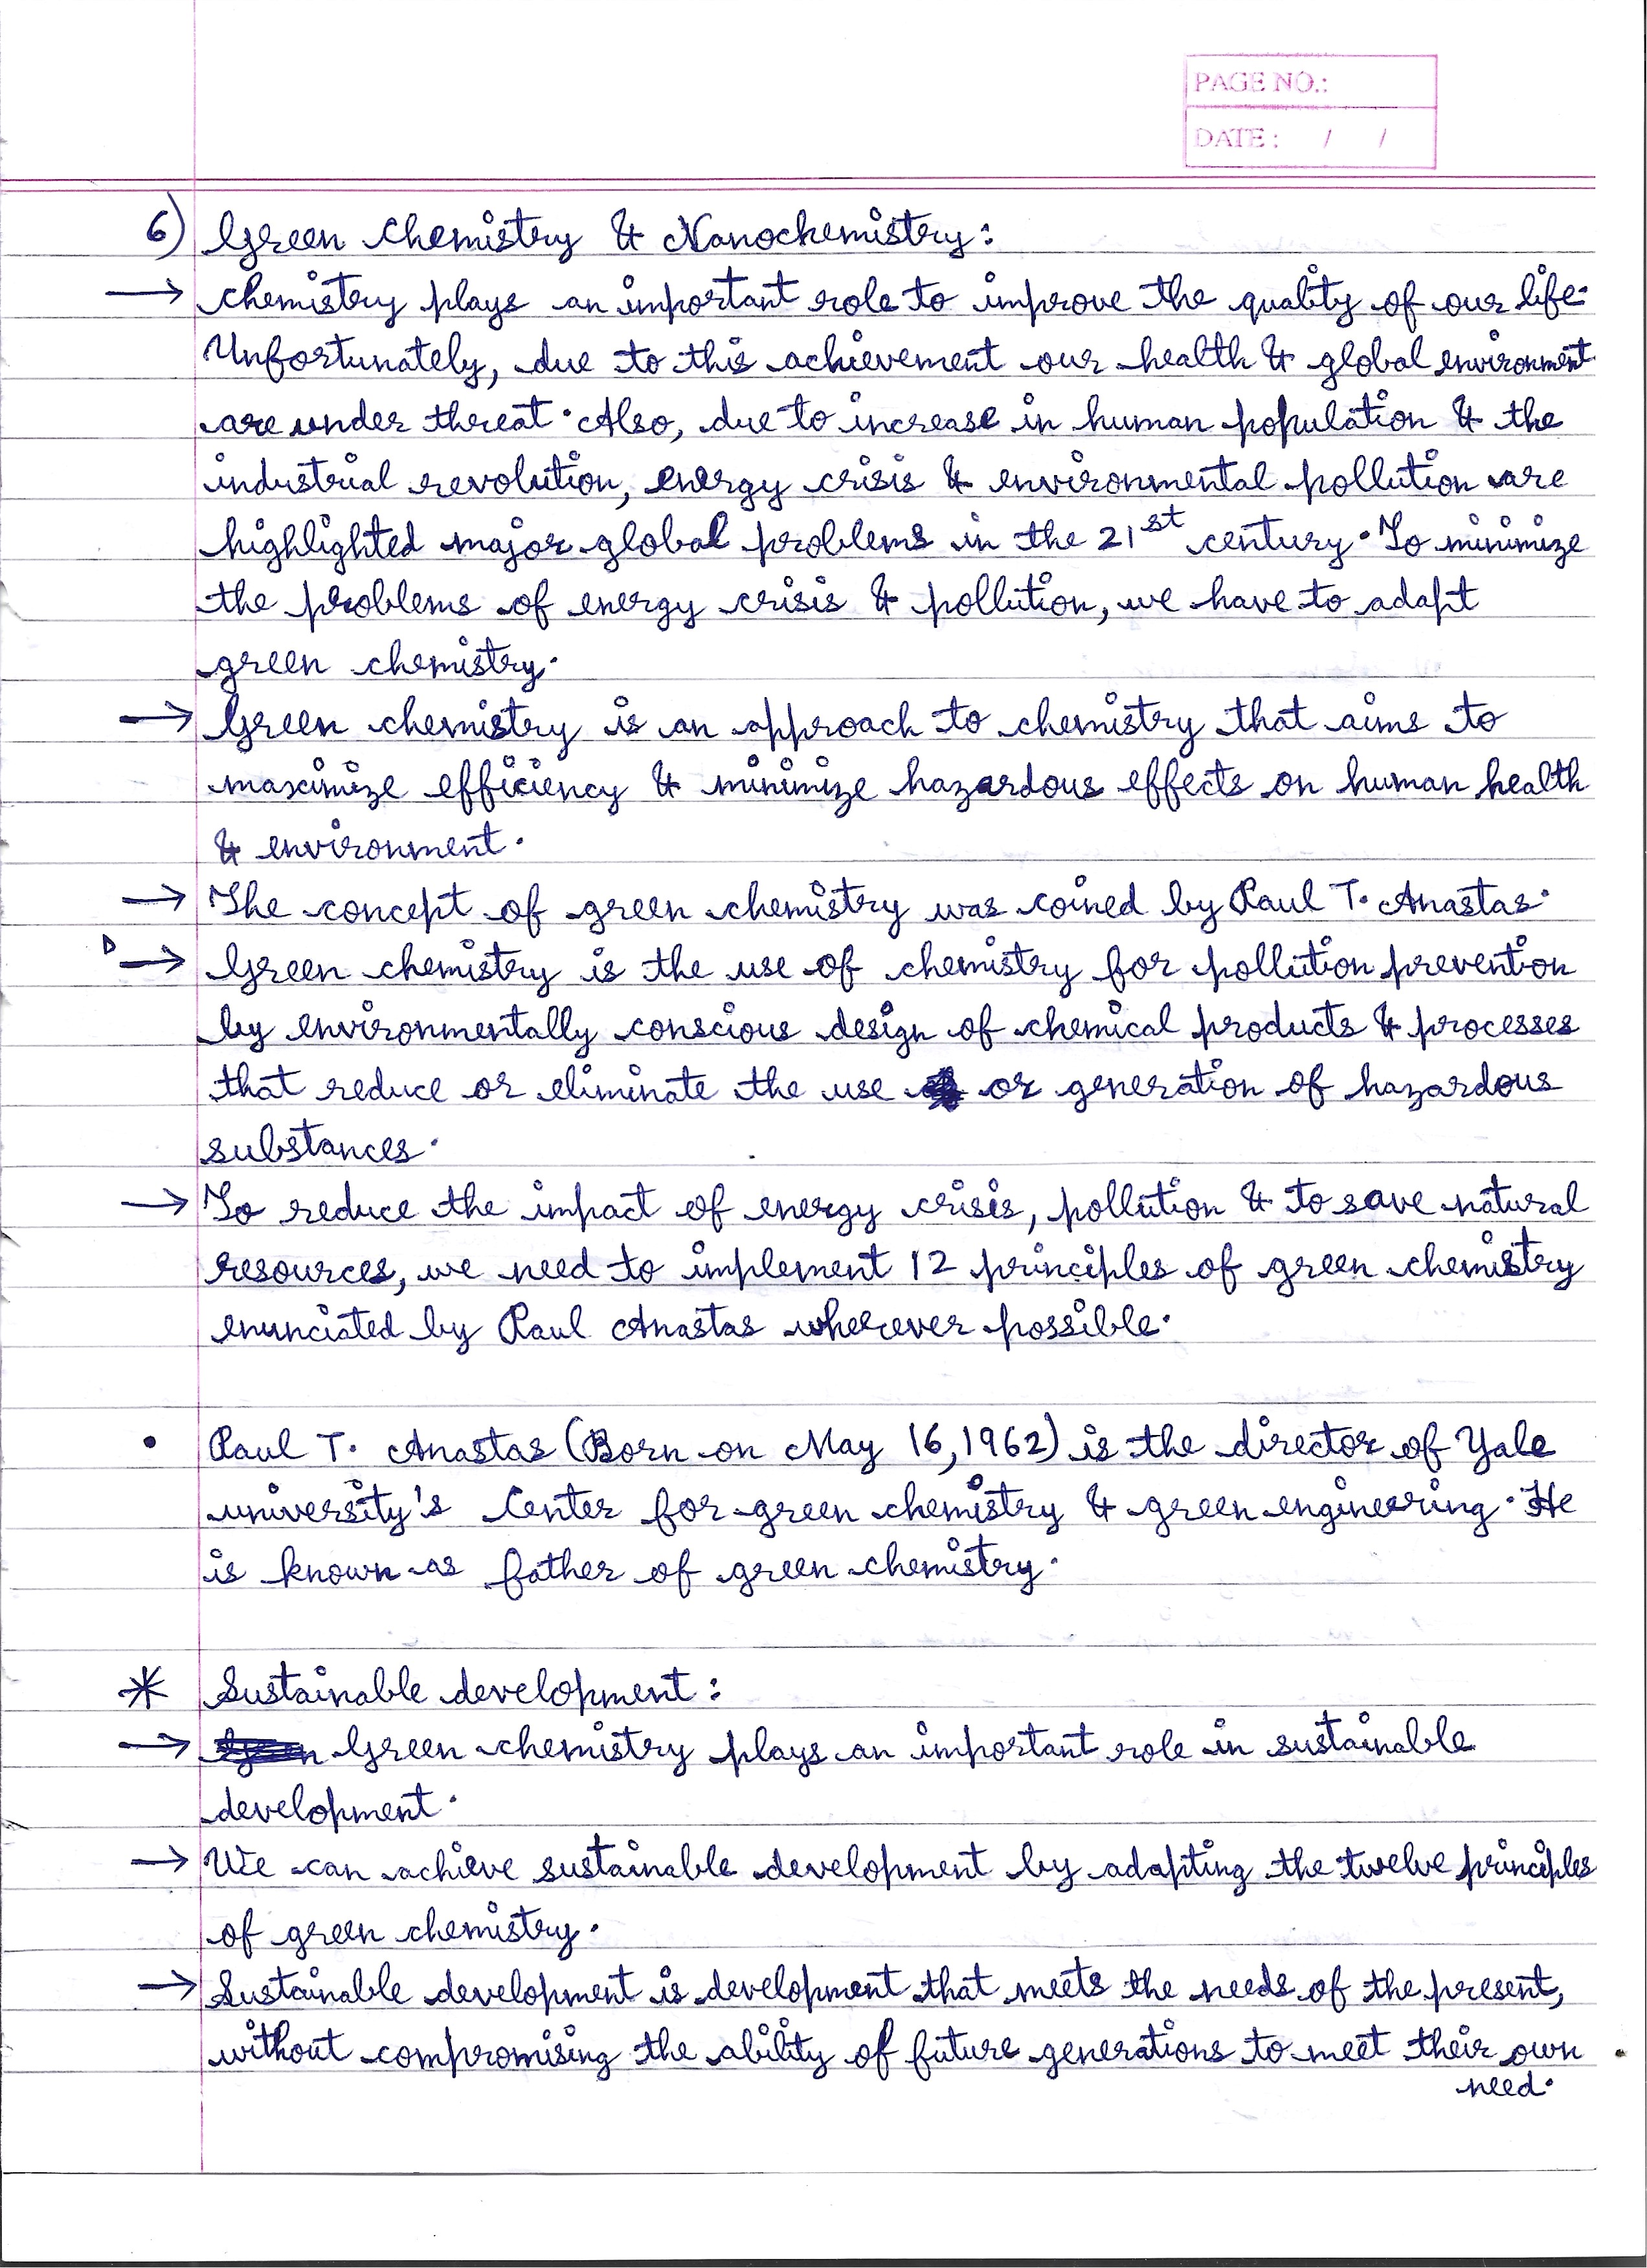 PAGE NO.:
DATE : / /
6) Green chemistry & Nanochemistry:
→ chemistry plays an important role to improve the quality of our life.
Unfortunately, due to this achievement our health & global environment
are under threat. Also, due to increase in human population & the
industrial revolution, energy crisis & environmental pollution are
highlighted major global problems in the 21st century. To minimize
the problems of energy crisis & pollution, we have to adapt
green chemistry.
→ Green chemistry is an approach to chemistry that aims to
maximize efficiency & minimize hazardous effects on human health
& environment.
→ The concept of green chemistry was coined by Paul T. Anastas.
→ Green chemistry is the use of chemistry for pollution prevention
by environmentally conscious design of chemical products & processes
that reduce or eliminate the use or generation of hazardous
substances.
→ To reduce the impact of energy crisis, pollution & to save natural
resources, we need to implement 12 principles of green chemistry
enunciated by Paul Anastas wherever possible.
• Paul T. Anastas (Born on May 16, 1962) is the director of Yale
university's Center for green chemistry & green engineering. He
is known as father of green chemistry.
* Sustainable development:
→ Green chemistry plays an important role in sustainable
development.
→ We can achieve sustainable development by adapting the twelve principles
of green chemistry.
→ Sustainable development is development that meets the needs of the present,
without compromising the ability of future generations to meet their own
need.